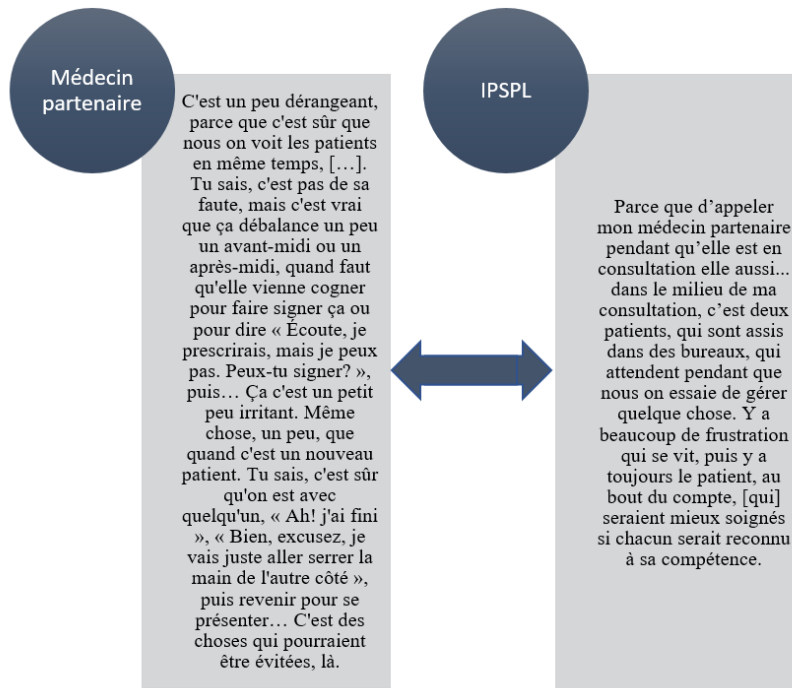 Médecin
partenaire
C'est un peu dérangeant,
parce que c'est sûr que
nous on voit les patients
en même temps, […].
Tu sais, c'est pas de sa
faute, mais c'est vrai
que ça débalance un peu
un avant-midi ou un
après-midi, quand faut
qu'elle vienne cogner
pour faire signer ça ou
pour dire « Écoute, je
prescrirais, mais je peux
pas. Peux-tu signer? »,
puis… Ça c'est un petit
peu irritant. Même
chose, un peu, que
quand c'est un nouveau
patient. Tu sais, c'est sûr
qu'on est avec
quelqu'un, « Ah! j'ai fini
», « Bien, excusez, je
vais juste aller serrer la
main de l'autre côté »,
puis revenir pour se
présenter… C'est des
choses qui pourraient
être évitées, là.
IPSPL
Parce que d’appeler
mon médecin partenaire
pendant qu’elle est en
consultation elle aussi...
dans le milieu de ma
consultation, c’est deux
patients, qui sont assis
dans des bureaux, qui
attendent pendant que
nous on essaie de gérer
quelque chose. Y a
beaucoup de frustration
qui se vit, puis y a
toujours le patient, au
bout du compte, [qui]
seraient mieux soignés
si chacun serait reconnu
à sa compétence.